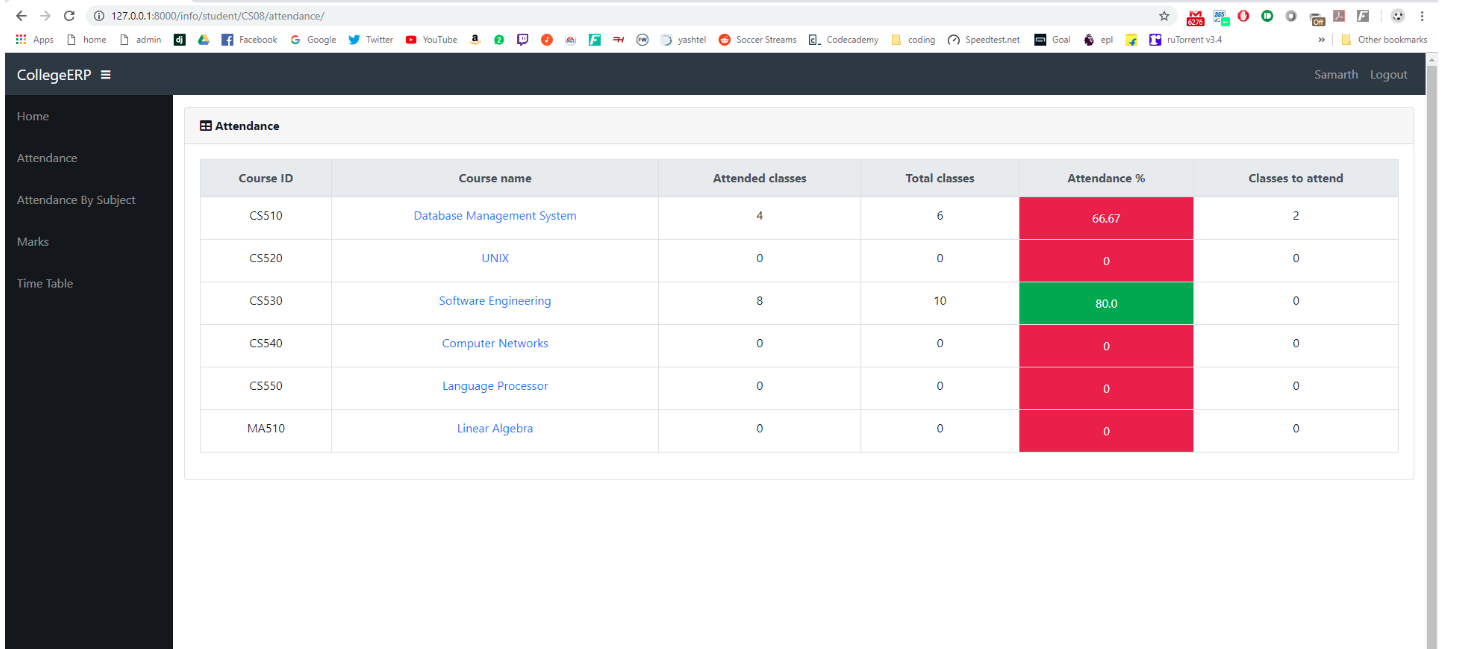 127.0.0.1:8000/info/student/CS08/attendance/
6276
Off
Apps home admin dj Facebook Google Twitter YouTube yashtel Soccer Streams Codecademy coding Speedtest.net Goal epl ruTorrent v3.4 » Other bookmarks
CollegeERP Samarth Logout
Home
Attendance
Attendance By Subject
Marks
Time Table
Attendance
Course ID Course name Attended classes Total classes Attendance % Classes to attend
CS510 Database Management System 4 6 66.67 2
CS520 UNIX 0 0 0 0
CS530 Software Engineering 8 10 80.0 0
CS540 Computer Networks 0 0 0 0
CS550 Language Processor 0 0 0 0
MA510 Linear Algebra 0 0 0 0